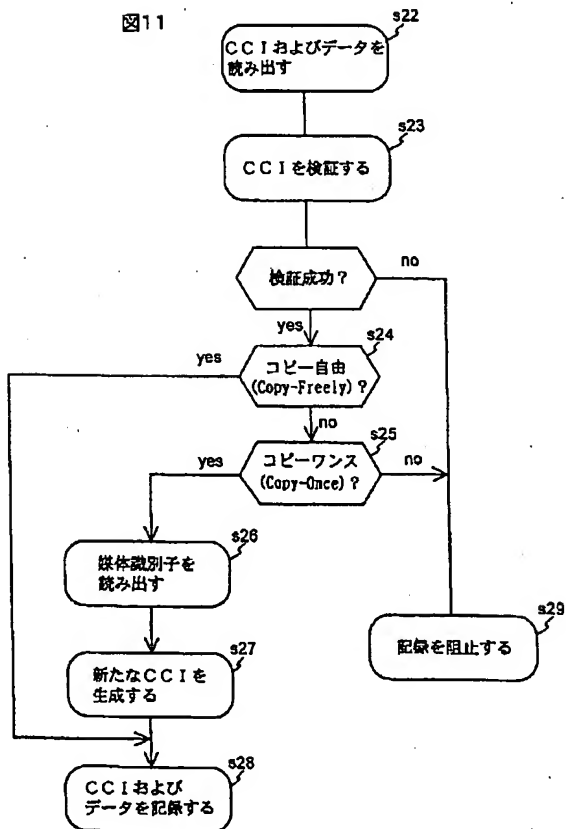 図11
s22
CCIおよびデータを
読み出す
s23
CCIを検証する
検証成功?
no
yes
s24
yes
コピー自由
(Copy-Freely)?
no
s25
yes
コピーワンス
(Copy-Once)?
no
s26
媒体識別子を
読み出す
s29
記録を阻止する
s27
新たなCCIを
生成する
s28
CCIおよび
データを記録する